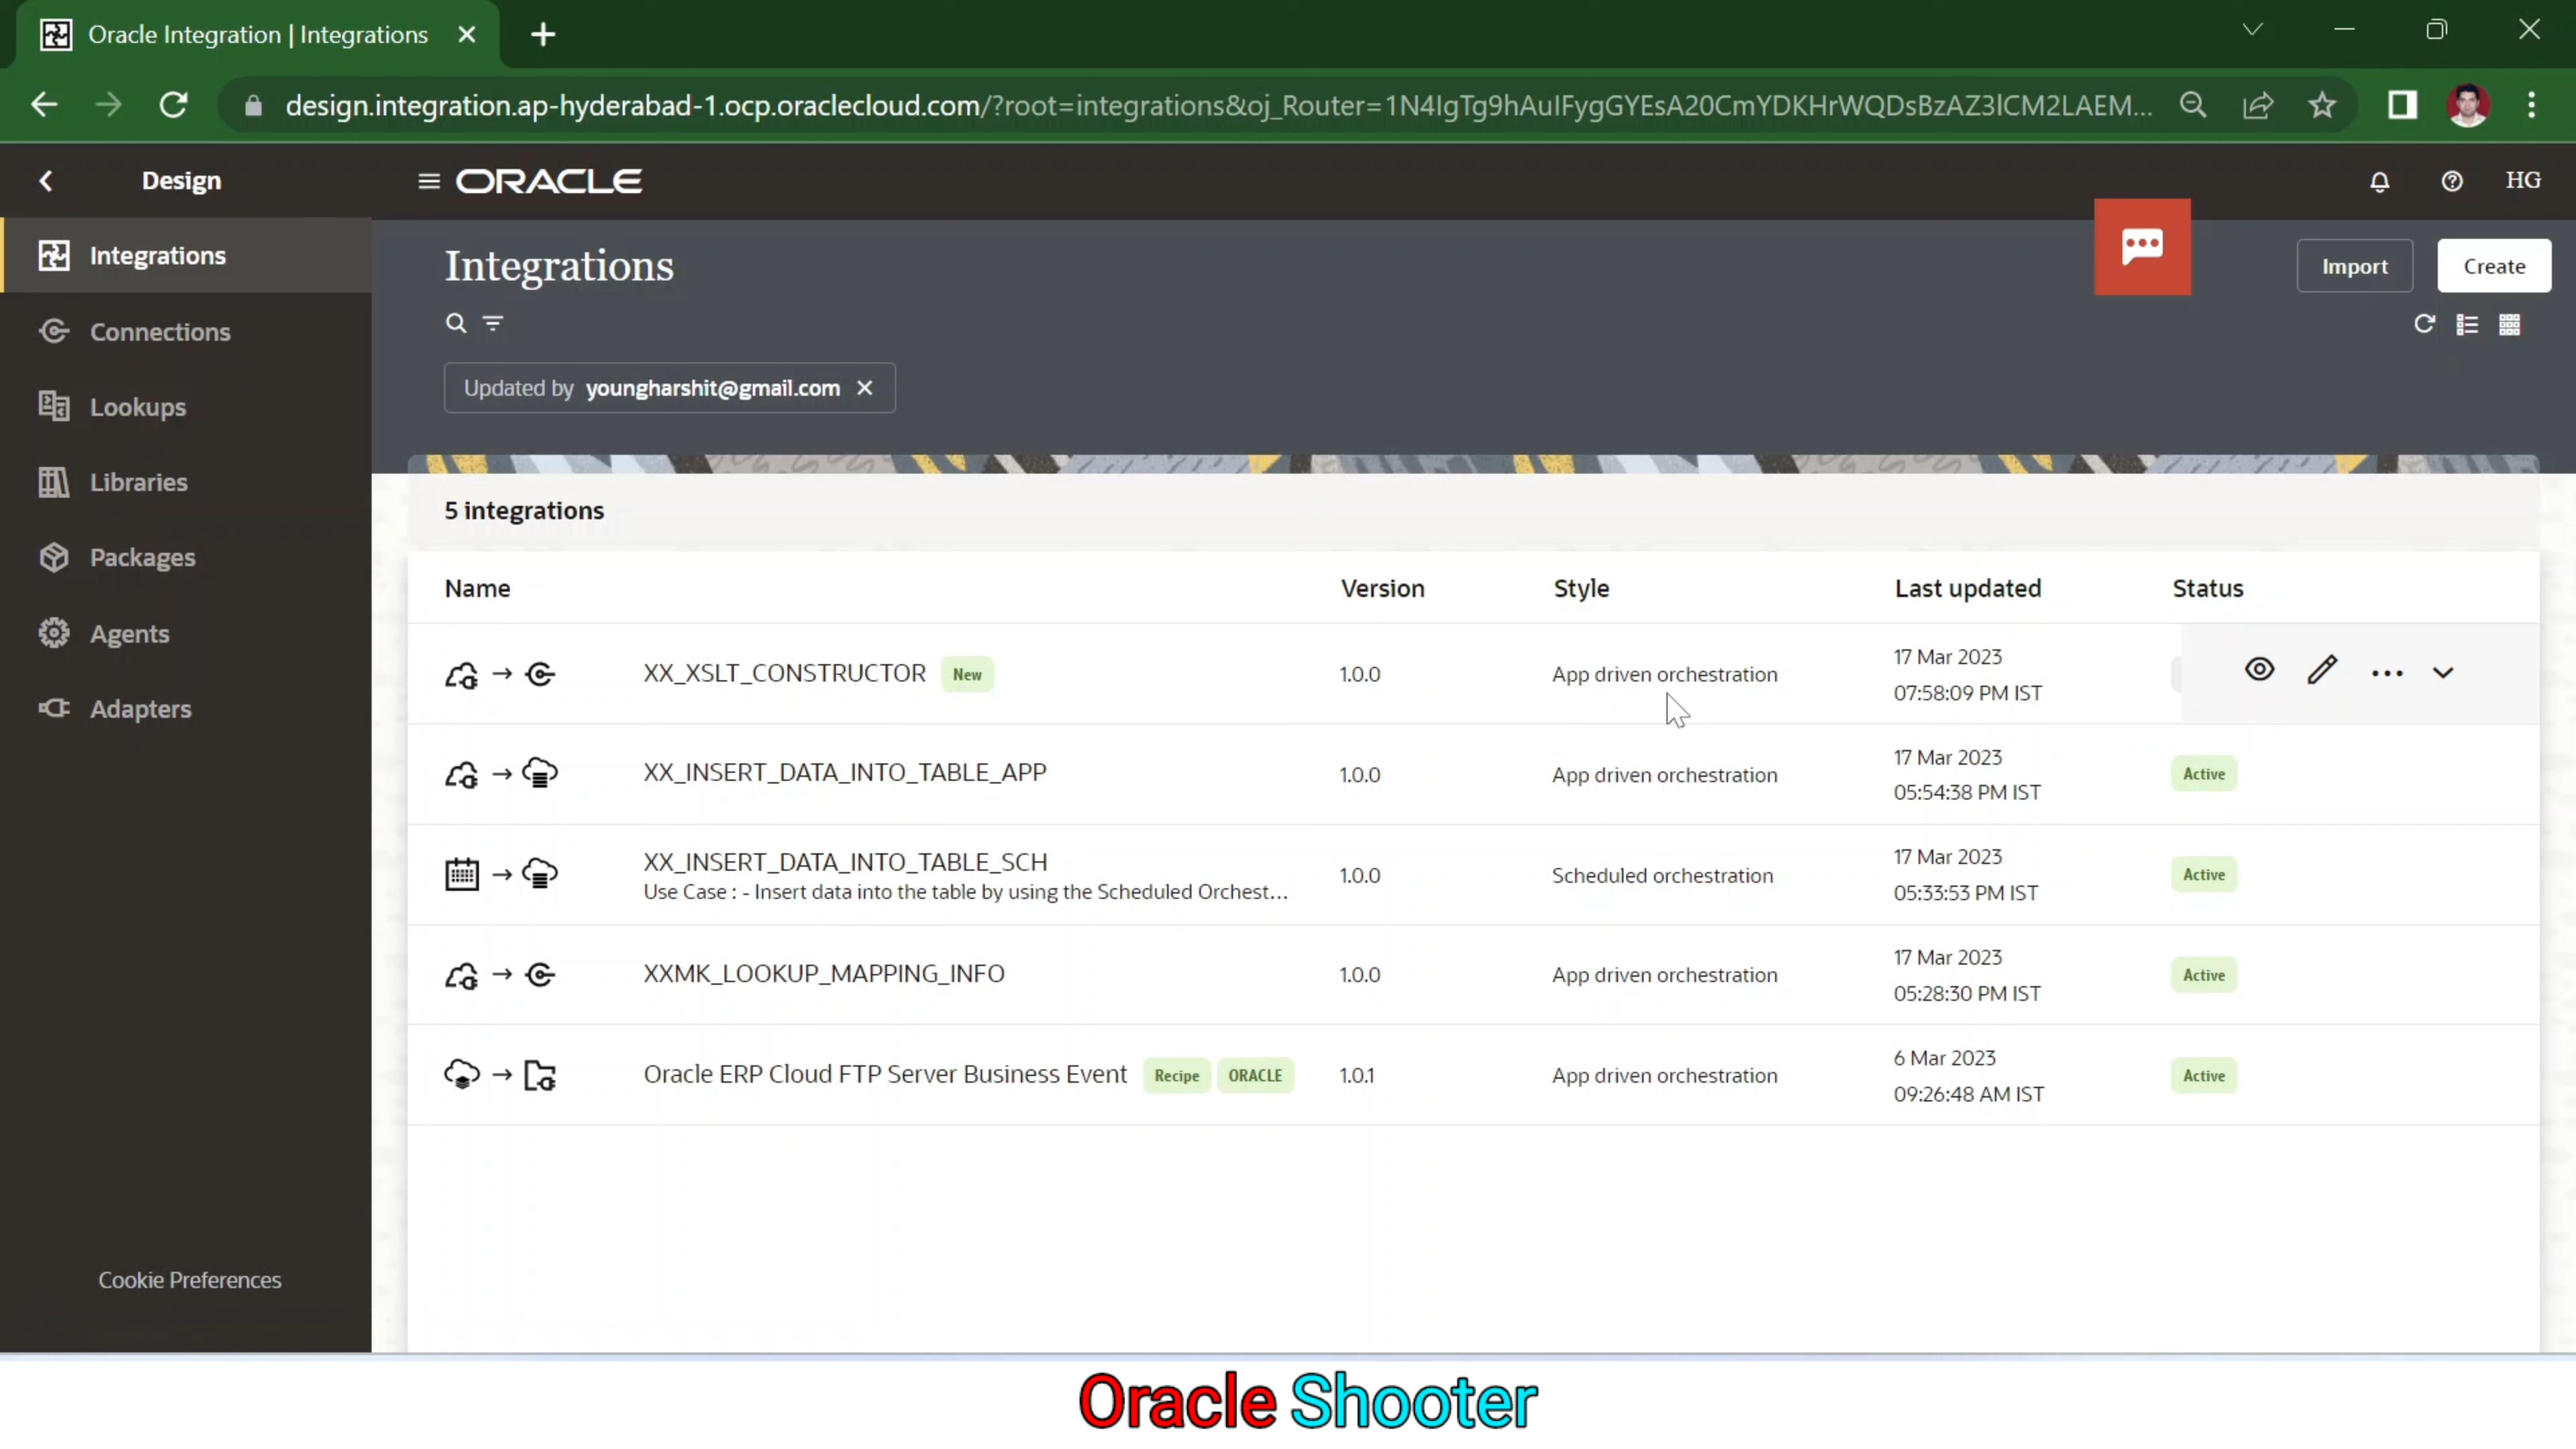 Oracle Integration | Integrations
design.integration.ap-hyderabad-1.ocp.oraclecloud.com/?root=integrations&oj_Router=1N4IgTg9hAuIFygGYEsA20CmYDKHrWQDsBzAZ3lCM2LAEM...
Design
ORACLE
HG
Integrations
Connections
Lookups
Libraries
Packages
Agents
Adapters
Cookie Preferences
Integrations
Import
Create
Updated by youngharshit@gmail.com
5 integrations
Name Version Style Last updated Status
XX_XSLT_CONSTRUCTOR New 1.0.0 App driven orchestration 17 Mar 2023
07:58:09 PM IST
XX_INSERT_DATA_INTO_TABLE_APP 1.0.0 App driven orchestration 17 Mar 2023
05:54:38 PM IST Active
XX_INSERT_DATA_INTO_TABLE_SCH
Use Case : - Insert data into the table by using the Scheduled Orchest...
1.0.0 Scheduled orchestration 17 Mar 2023
05:33:53 PM IST Active
XXMK_LOOKUP_MAPPING_INFO 1.0.0 App driven orchestration 17 Mar 2023
05:28:30 PM IST Active
Oracle ERP Cloud FTP Server Business Event Recipe ORACLE 1.0.1 App driven orchestration 6 Mar 2023
09:26:48 AM IST Active
Oracle Shooter